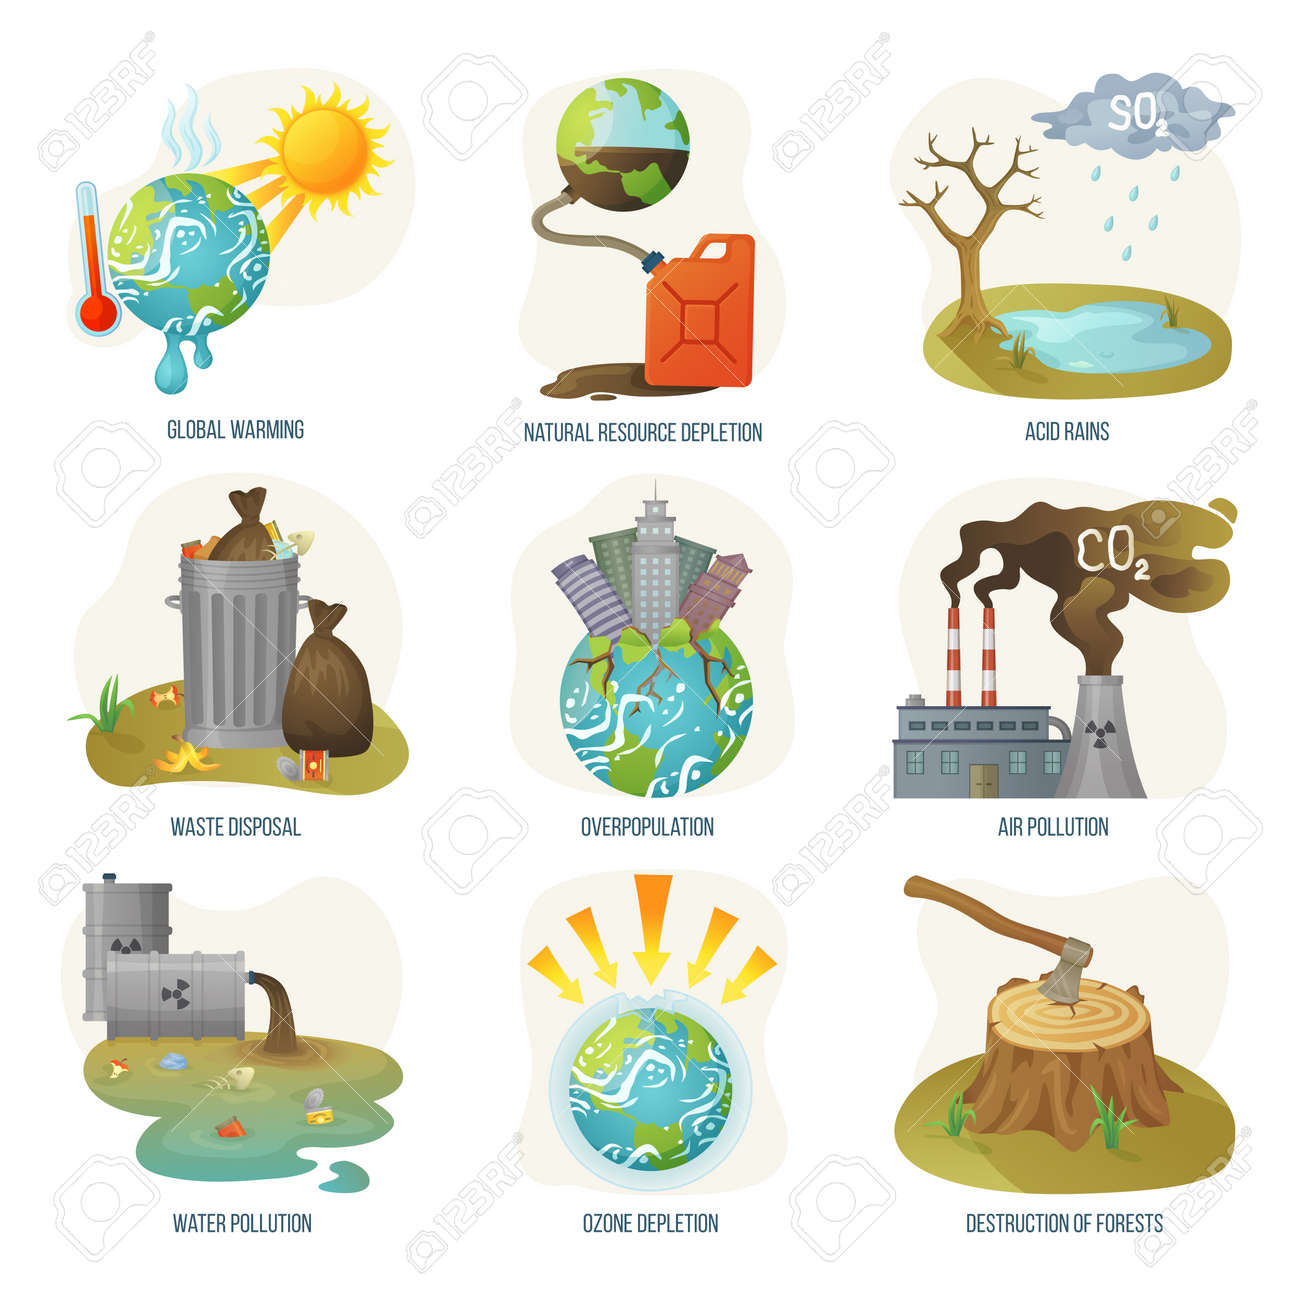 GLOBAL WARMING
NATURAL RESOURCE DEPLETION
SO2
ACID RAINS
WASTE DISPOSAL
OVERPOPULATION
CO2
AIR POLLUTION
WATER POLLUTION
OZONE DEPLETION
DESTRUCTION OF FORESTS
123RF